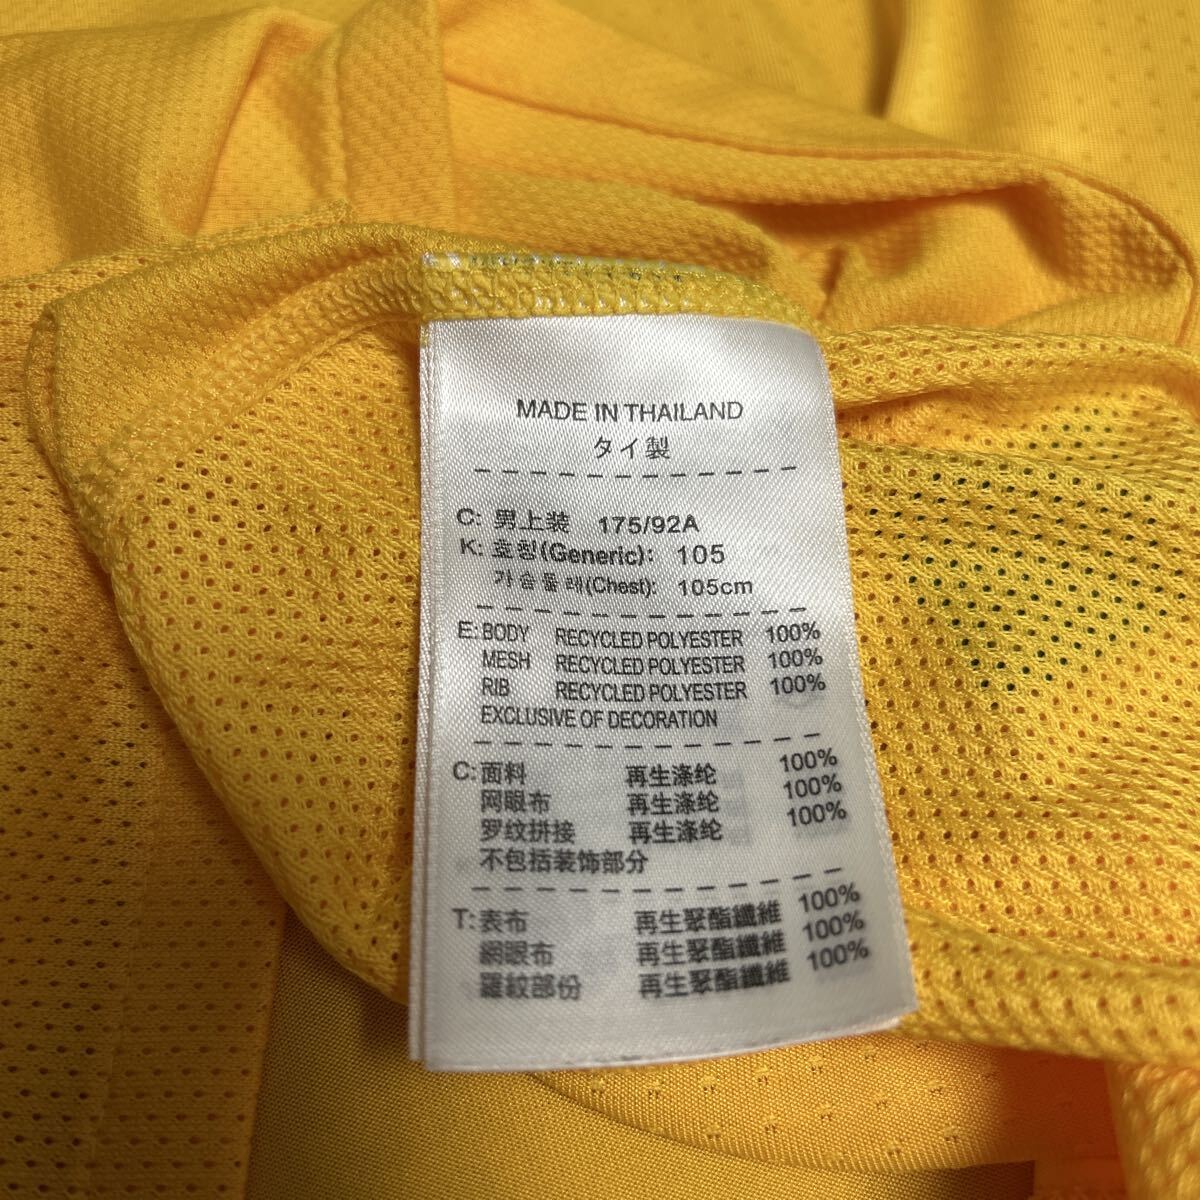 MADE IN THAILAND
タイ製
C: 男上装 175/92A
K: 호칭(Generic): 105
가슴둘레(Chest): 105cm
E: BODY RECYCLED POLYESTER 100%
MESH RECYCLED POLYESTER 100%
RIB RECYCLED POLYESTER 100%
EXCLUSIVE OF DECORATION
C: 面料 再生涤纶 100%
网眼布 再生涤纶 100%
罗纹拼接 再生涤纶 100%
不包括装饰部分
T: 表布 再生聚酯纖維 100%
網眼布 再生聚酯纖維 100%
羅紋部份 再生聚酯纖維 100%